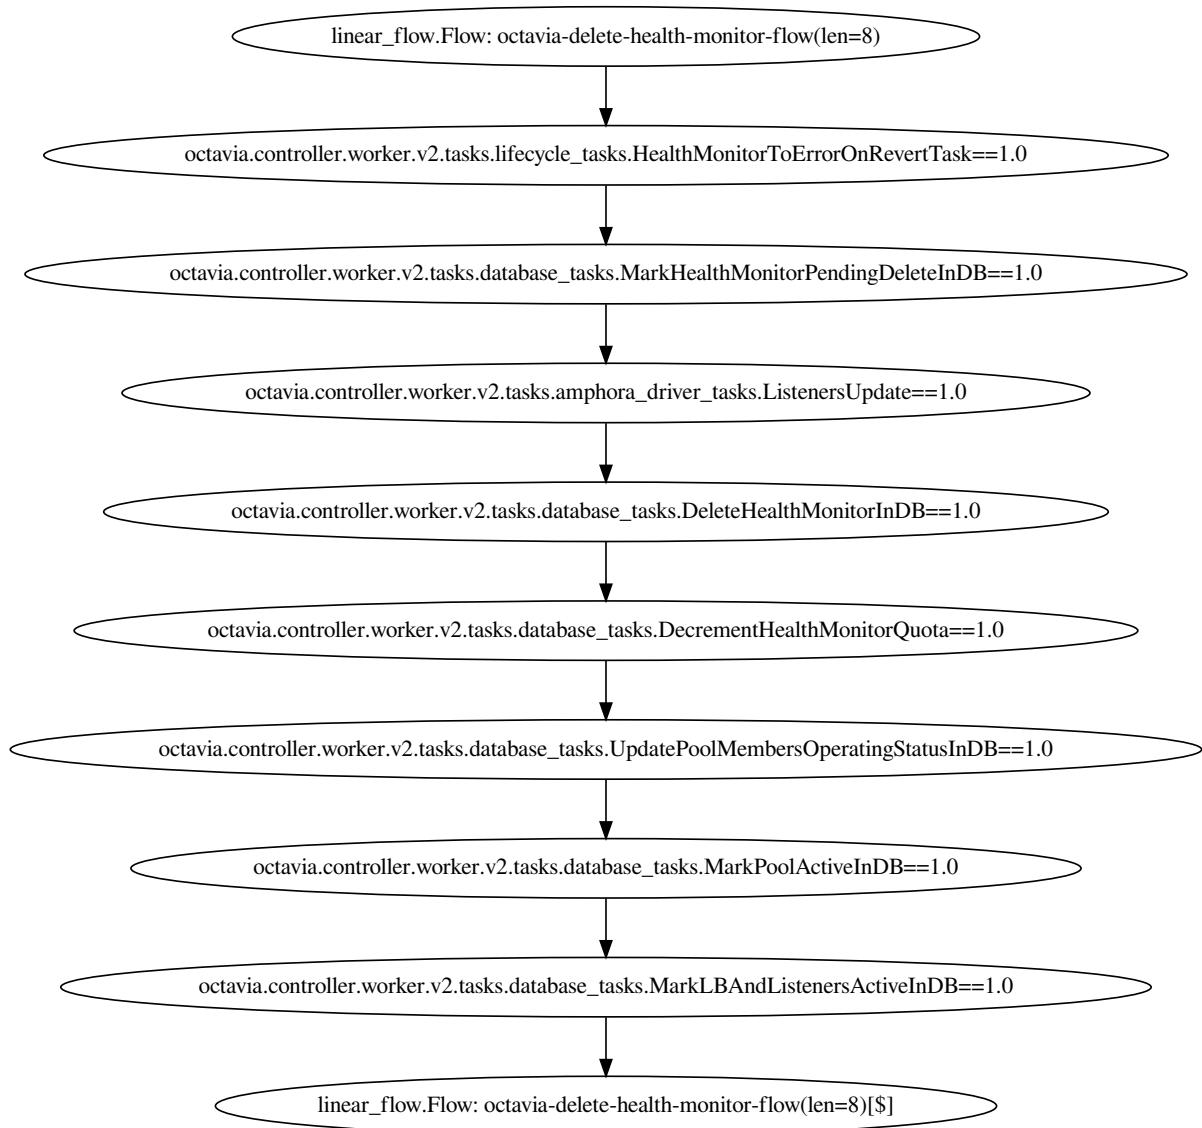 linear_flow.Flow: octavia-delete-health-monitor-flow(len=8)
octavia.controller.worker.v2.tasks.lifecycle_tasks.HealthMonitorToErrorOnRevertTask==1.0
octavia.controller.worker.v2.tasks.database_tasks.MarkHealthMonitorPendingDeleteInDB==1.0
octavia.controller.worker.v2.tasks.amphora_driver_tasks.ListenersUpdate==1.0
octavia.controller.worker.v2.tasks.database_tasks.DeleteHealthMonitorInDB==1.0
octavia.controller.worker.v2.tasks.database_tasks.DecrementHealthMonitorQuota==1.0
octavia.controller.worker.v2.tasks.database_tasks.UpdatePoolMembersOperatingStatusInDB==1.0
octavia.controller.worker.v2.tasks.database_tasks.MarkPoolActiveInDB==1.0
octavia.controller.worker.v2.tasks.database_tasks.MarkLBAndListenersActiveInDB==1.0
linear_flow.Flow: octavia-delete-health-monitor-flow(len=8)[$]